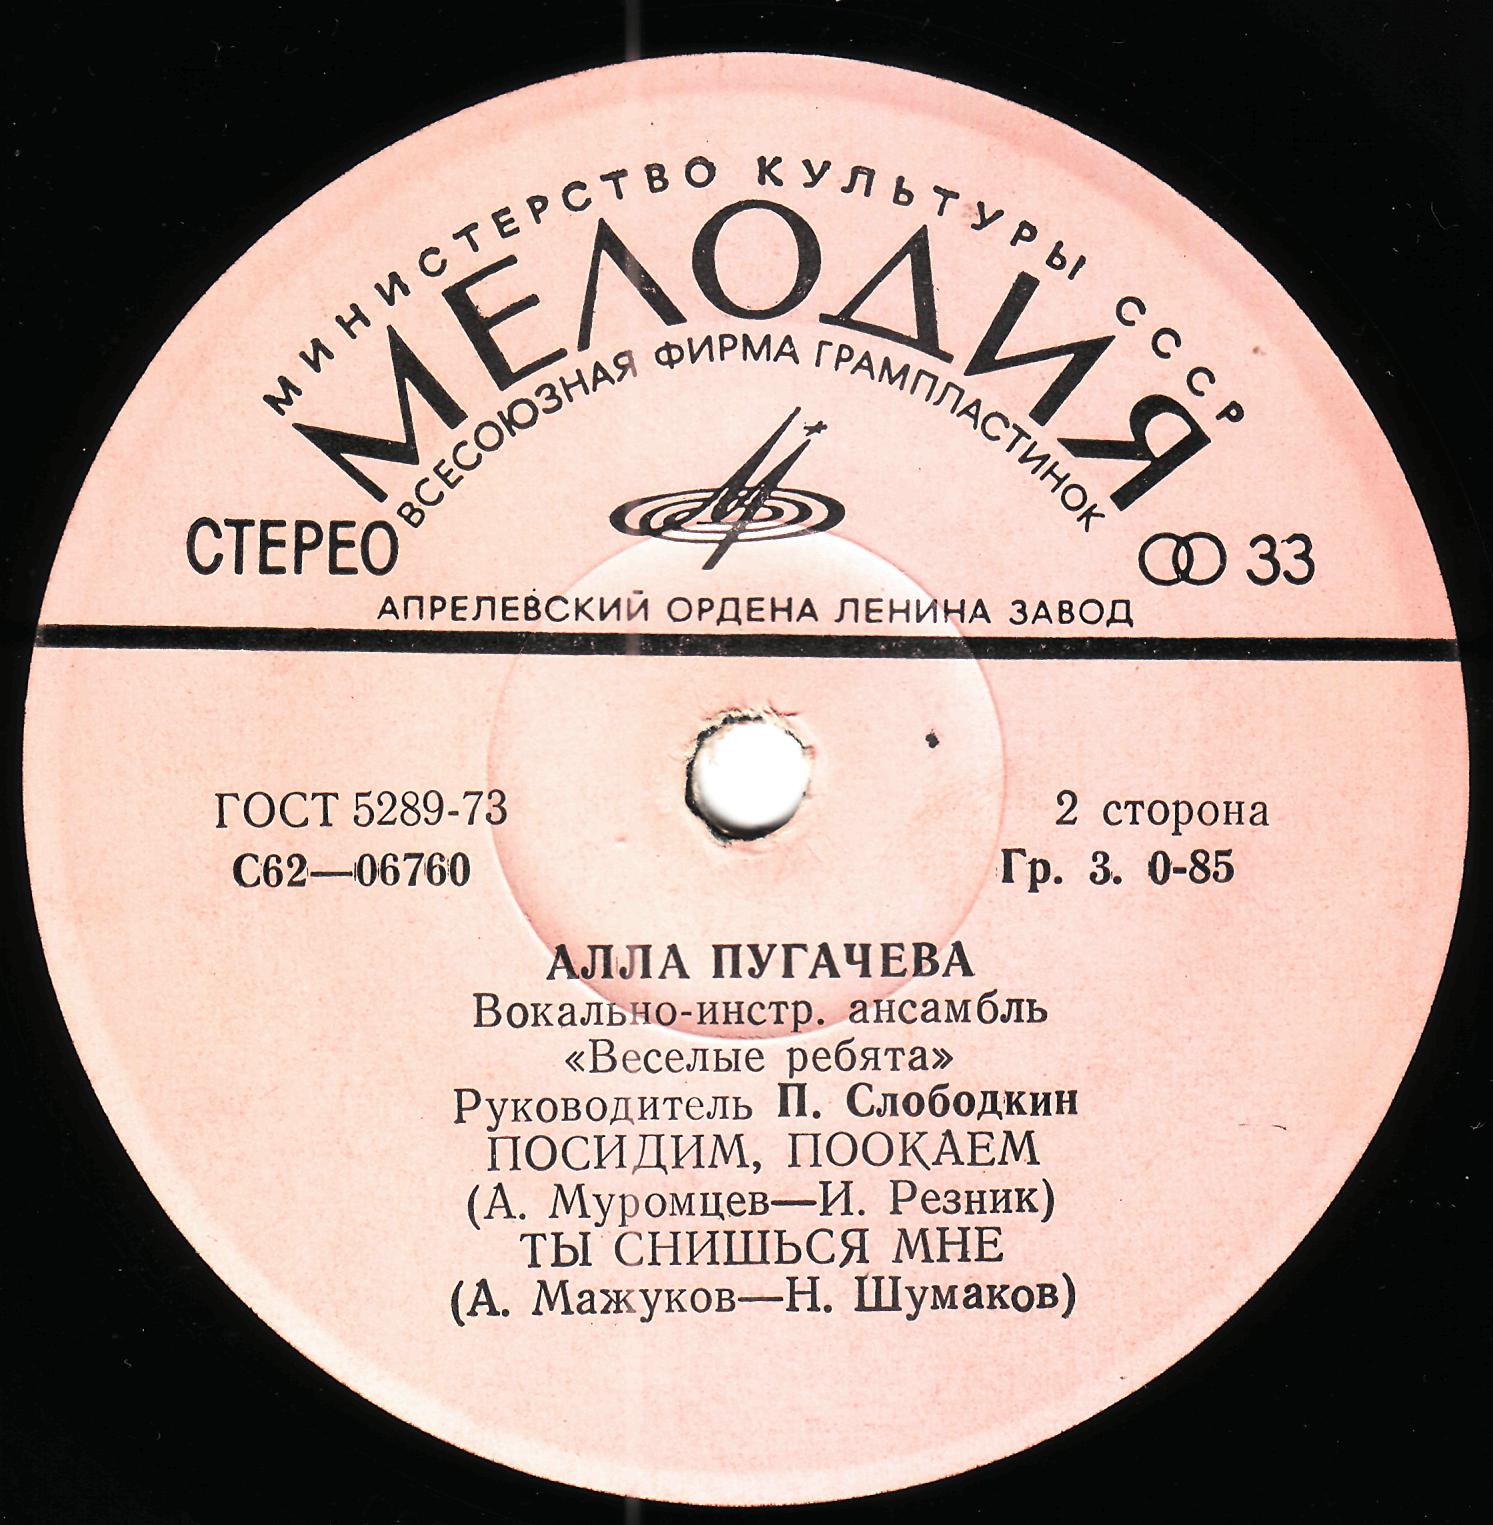 МИНИСТЕРСТВО КУЛЬТУРЫ СССР
МЕЛОДИЯ
ВСЕСОЮЗНАЯ ФИРМА ГРАМПЛАСТИНОК
СТЕРЕО
33
АПРЕЛЕВСКИЙ ОРДЕНА ЛЕНИНА ЗАВОД
ГОСТ 5289-73
2 сторона
С62—06760
Гр. 3. 0-85
АЛЛА ПУГАЧЕВА
Вокально-инстр. ансамбль
«Веселые ребята»
Руководитель П. Слободкин
ПОСИДИМ, ПООКАЕМ
(А. Муромцев—И. Резник)
ТЫ СНИШЬСЯ МНЕ
(А. Мажуков—Н. Шумаков)